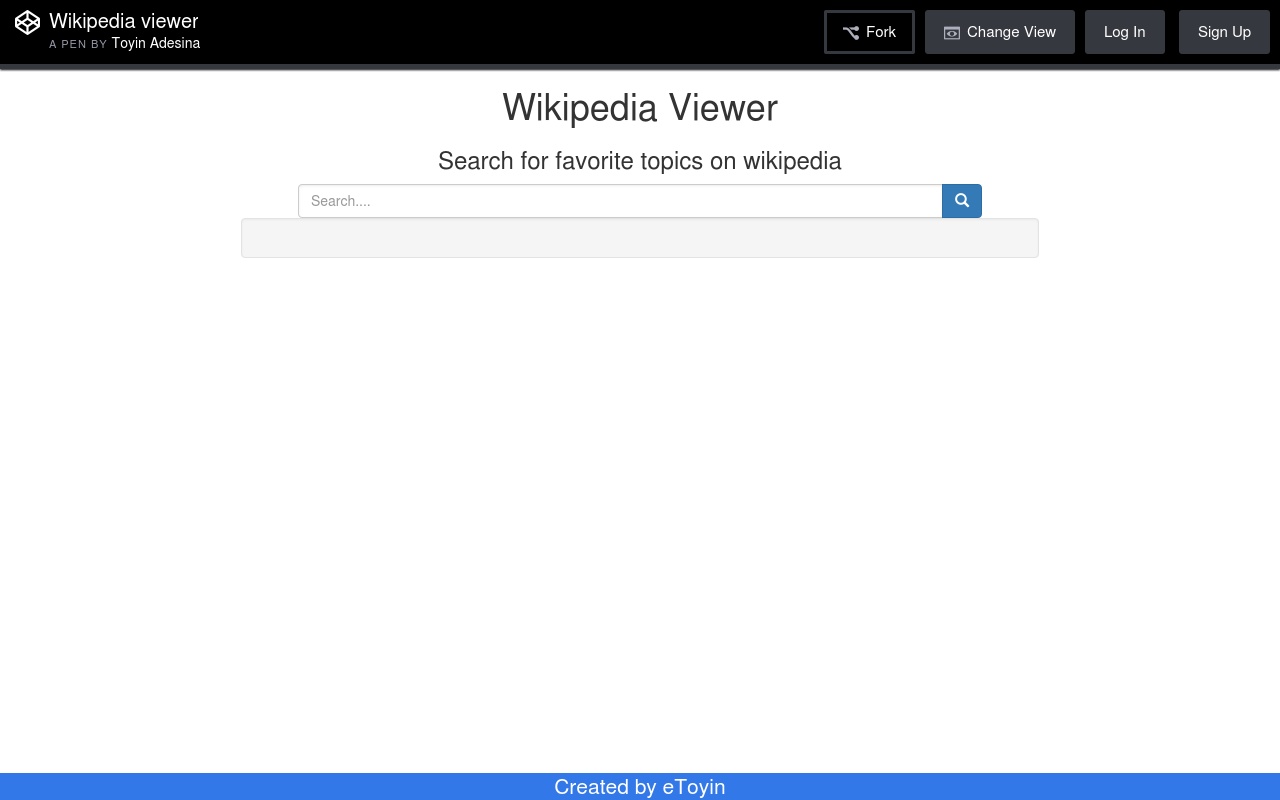 Wikipedia viewer
A PEN BY Toyin Adesina
Fork
Change View
Log In
Sign Up
Wikipedia Viewer
Search for favorite topics on wikipedia
Search....
Created by eToyin